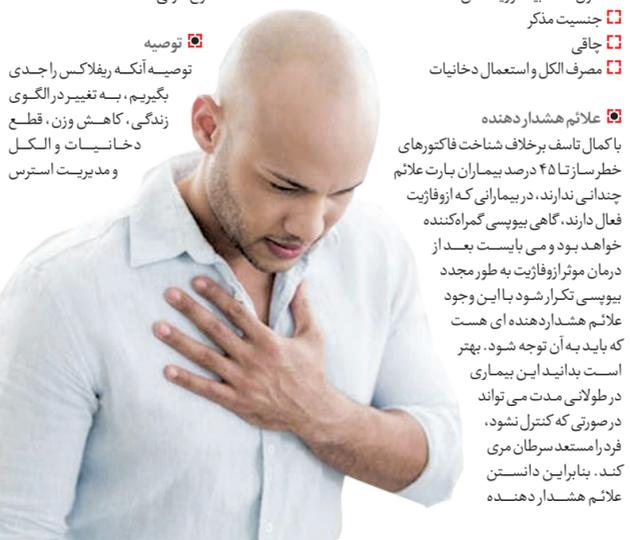 جنسیت مذکر
چاقی
مصرف الکل و استعمال دخانیات
علائم هشدار دهنده
با کمال تاسف برخلاف شناخت فاکتورهای
خطر ساز تا ۴۵ درصد بیماران بارت علائم
چندانی ندارند، در بیمارانی که ازوفاژیت
فعال دارند، گاهی بیوپسی گمراه‌کننده
خواهد بود و می بایست بعد از
درمان موثر ازوفاژیت به طور مجدد
بیوپسی تکرار شود با این وجود
علائم هشداردهنده ای هست
که باید به آن توجه شود. بهتر
است بدانید این بیماری
در طولانی مدت می تواند
در صورتی که کنترل نشود،
فرد را مستعد سرطان مری
کند. بنابراین دانستن
علائم هشدار دهنده
توصیه
توصیه آنکه ریفلاکس را جدی
بگیریم، به تغییر در الگوی
زندگی، کاهش وزن، قطع
دخانیات و الکل
و مدیریت استرس